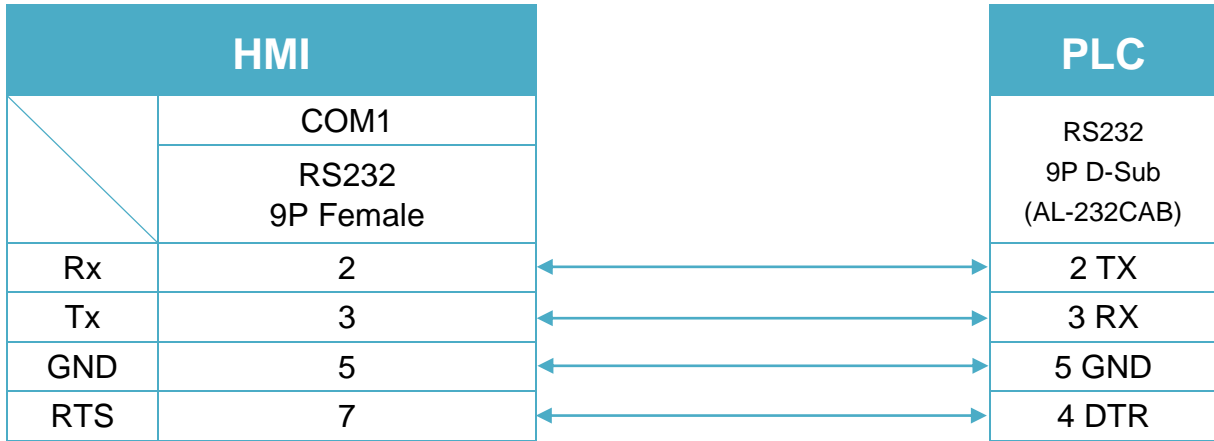 HMI
PLC
COM1
RS232
9P Female
RS232
9P D-Sub
(AL-232CAB)
Rx 2 2 TX
Tx 3 3 RX
GND 5 5 GND
RTS 7 4 DTR